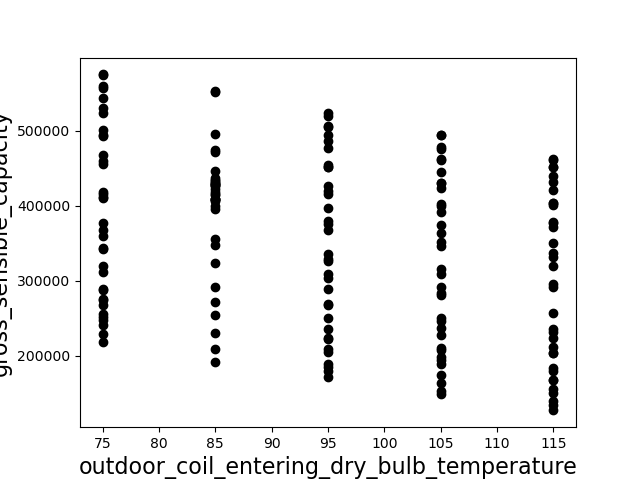 gross_sensible_capacity
500000
400000
300000
200000
75 80 85 90 95 100 105 110 115
outdoor_coil_entering_dry_bulb_temperature